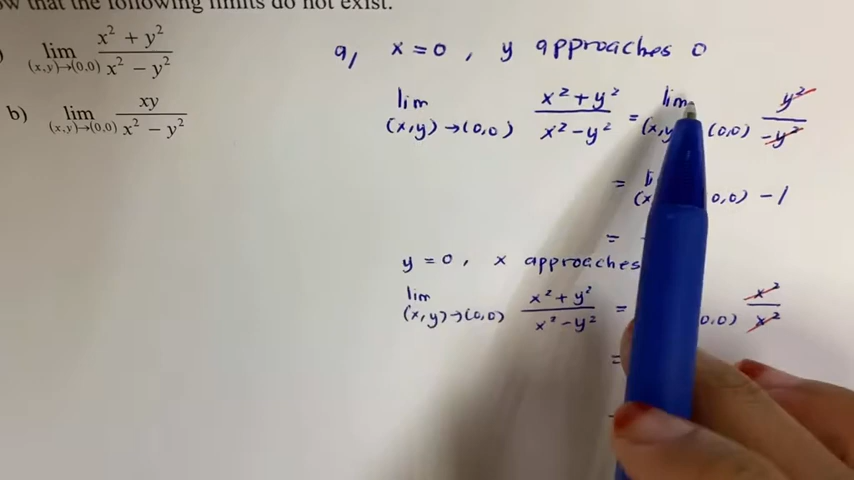 that the following limits do not exist.
lim (x,y)→(0,0) x² + y² / x² − y²
b) lim (x,y)→(0,0) xy / x² − y²
a, x = 0 , y approaches 0
lim (x,y) → (0,0) x² + y² / x² − y² = lim (0,0) y² / −y²
= 0,0) −1
=
y = 0 , x approaches
lim (x,y) → (0,0) x² + y² / x² − y² = 0,0) x² / x²
=